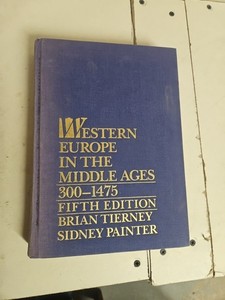 WESTERN
EUROPE
IN THE
MIDDLE AGES
300–1475
FIFTH EDITION
BRIAN TIERNEY
SIDNEY PAINTER